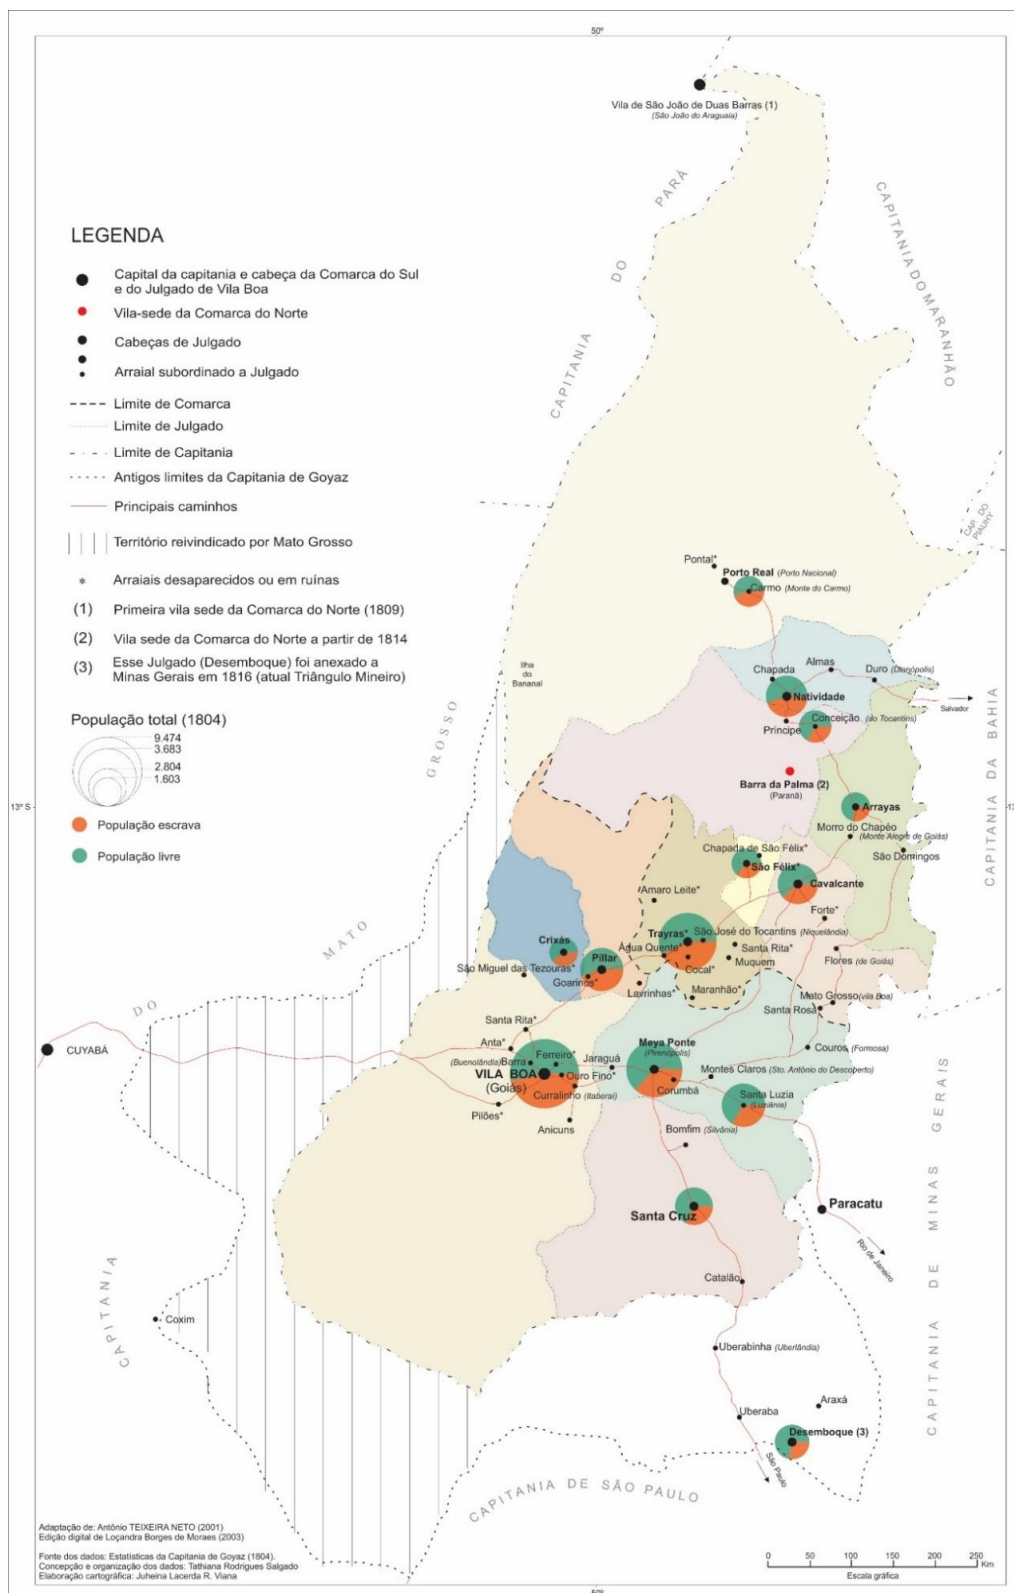 50º
Vila de São João de Duas Barras (1)
(São João do Araguaia)
CAPITANIA DO PARÁ
CAPITANIA DO MARANHÃO
LEGENDA
Capital da capitania e cabeça da Comarca do Sul
e do Julgado de Vila Boa
Vila-sede da Comarca do Norte
Cabeças de Julgado
Arraial subordinado a Julgado
Limite de Comarca
Limite de Julgado
Limite de Capitania
Antigos limites da Capitania de Goyaz
Principais caminhos
Território reivindicado por Mato Grosso
* Arraiais desaparecidos ou em ruínas
(1) Primeira vila sede da Comarca do Norte (1809)
(2) Vila sede da Comarca do Norte a partir de 1814
(3) Esse Julgado (Desemboque) foi anexado a
Minas Gerais em 1816 (atual Triângulo Mineiro)
População total (1804)
9.474
3.683
2.804
1.603
População escrava
População livre
CAP. DO
PIAUHY
Pontal*
Porto Real (Porto Nacional)
Carmo (Monte do Carmo)
Ilha
do
Bananal
Chapada
Almas
Duro (Dianópolis)
Natividade
Salvador
Príncipe
Conceição (do Tocantins)
CAPITANIA DA BAHIA
Barra da Palma (2)
(Paranã)
13º S
13
Arrayas
Morro do Chapéo
(Monte Alegre de Goiás)
São Domingos
Chapada de São Félix*
São Félix*
Cavalcante
Amaro Leite*
Forte*
Trayras*
São José do Tocantins (Niquelândia)
Água Quente*
Santa Rita*
Muquem
Cocal*
Flores (de Goiás)
Crixás
Pillar
São Miguel das Tezouras*
Goarinos*
Lavrinhas*
Maranhão*
Mato Grosso(vila Boa)
Santa Rosa
CAPITANIA DO MATO GROSSO
CUYABÁ
Santa Rita*
Anta*
(Buenolândia)
Barra
Ferreiro*
VILA BOA
(Goiás)
Ouro Fino*
Curralinho (Itaberaí)
Jaraguá
Meya Ponte
(Pirenópolis)
Corumbá
Couros (Formosa)
Montes Claros (Sto. Antônio do Descoberto)
Santa Luzia
(Luziânia)
Pilões*
Anicuns
Bomfim (Silvânia)
CAPITANIA DE MINAS GERAIS
Santa Cruz
Paracatu
Rio de Janeiro
Catalão
Coxim
Uberabinha (Uberlândia)
Araxá
Uberaba
Desemboque (3)
São Paulo
CAPITANIA DE SÃO PAULO
Adaptação de: Antônio TEIXEIRA NETO (2001)
Edição digital de Loçandra Borges de Moraes (2003)
Fonte dos dados: Estatísticas da Capitania de Goyaz (1804).
Concepção e organização dos dados: Tathiana Rodrigues Salgado
Elaboração cartográfica: Juheina Lacerda R. Viana
0 50 100 150 200 250
Km
Escala gráfica
50º